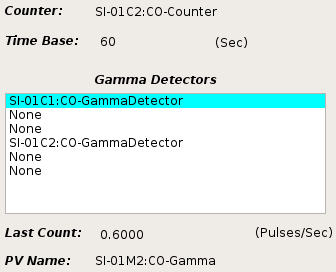 Counter: SI-01C2:CO-Counter
Time Base: 60 (Sec)
Gamma Detectors
SI-01C1:CO-GammaDetector
None
None
SI-01C2:CO-GammaDetector
None
None
Last Count: 0.6000 (Pulses/Sec)
PV Name: SI-01M2:CO-Gamma